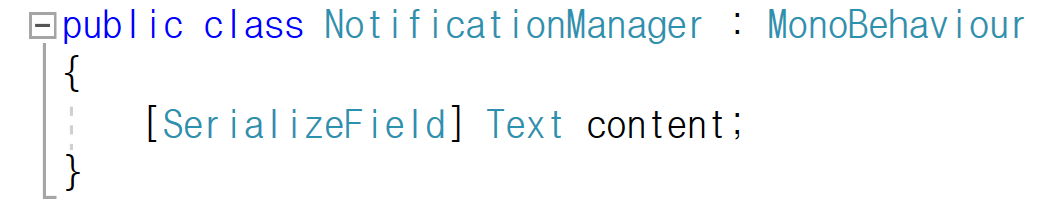 public class NotificationManager : MonoBehaviour
{
    [SerializeField] Text content;
}